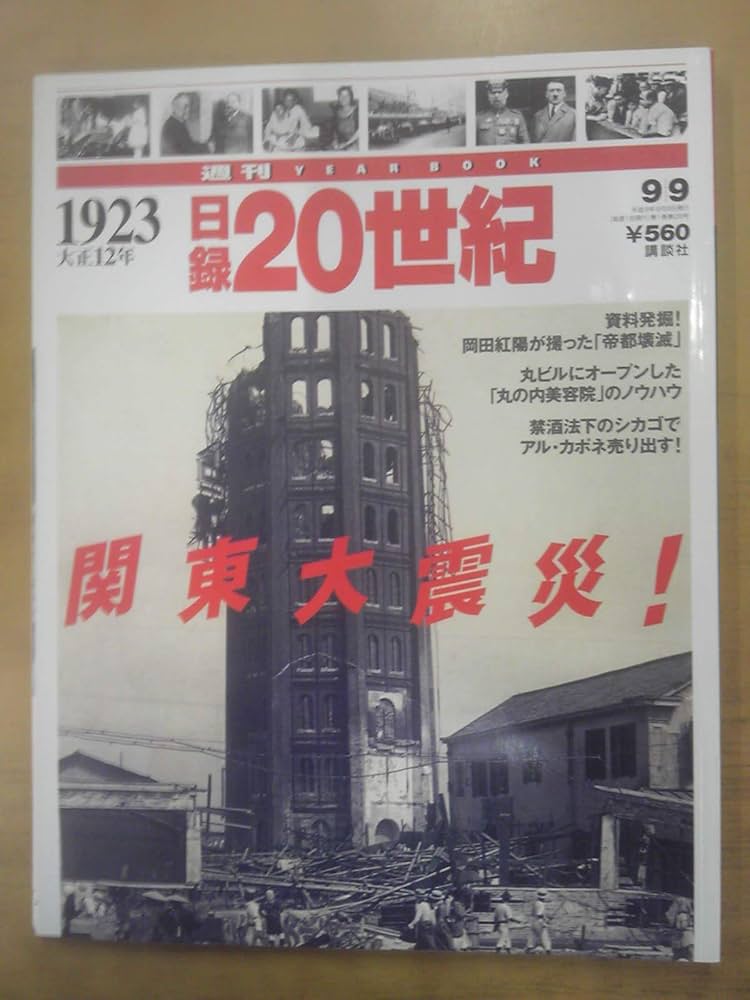 週刊 YEAR BOOK
1923
大正12年
日録20世紀
9 9
¥560
講談社
資料発掘!
岡田紅陽が撮った「帝都壊滅」
丸ビルにオープンした
「丸の内美容院」のノウハウ
禁酒法下のシカゴで
アル・カポネ売り出す!
関東大震災!